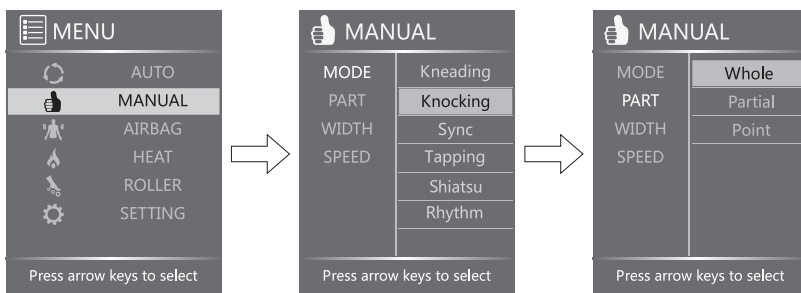 MENU
AUTO
MANUAL
AIRBAG
HEAT
ROLLER
SETTING
Press arrow keys to select
MANUAL
MODE Kneading
PART Knocking
WIDTH Sync
SPEED Tapping
Shiatsu
Rhythm
Press arrow keys to select
MANUAL
MODE Whole
PART Partial
WIDTH Point
SPEED
Press arrow keys to select